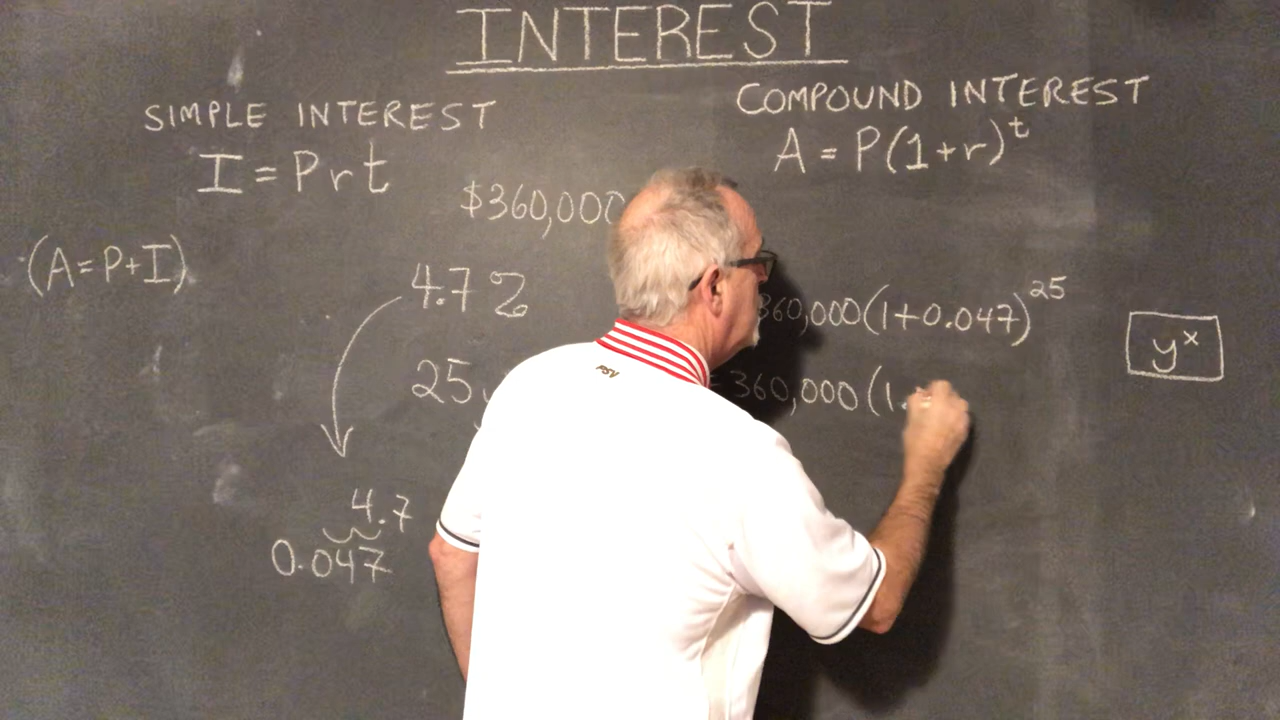 INTEREST
SIMPLE INTEREST
I = Prt
(A=P+I)
$360,000
4.7%
25
4.7
0.047
COMPOUND INTEREST
A = P(1+r)^t
360,000(1+0.047)^25
= 360,000(1.
y^x
PSV